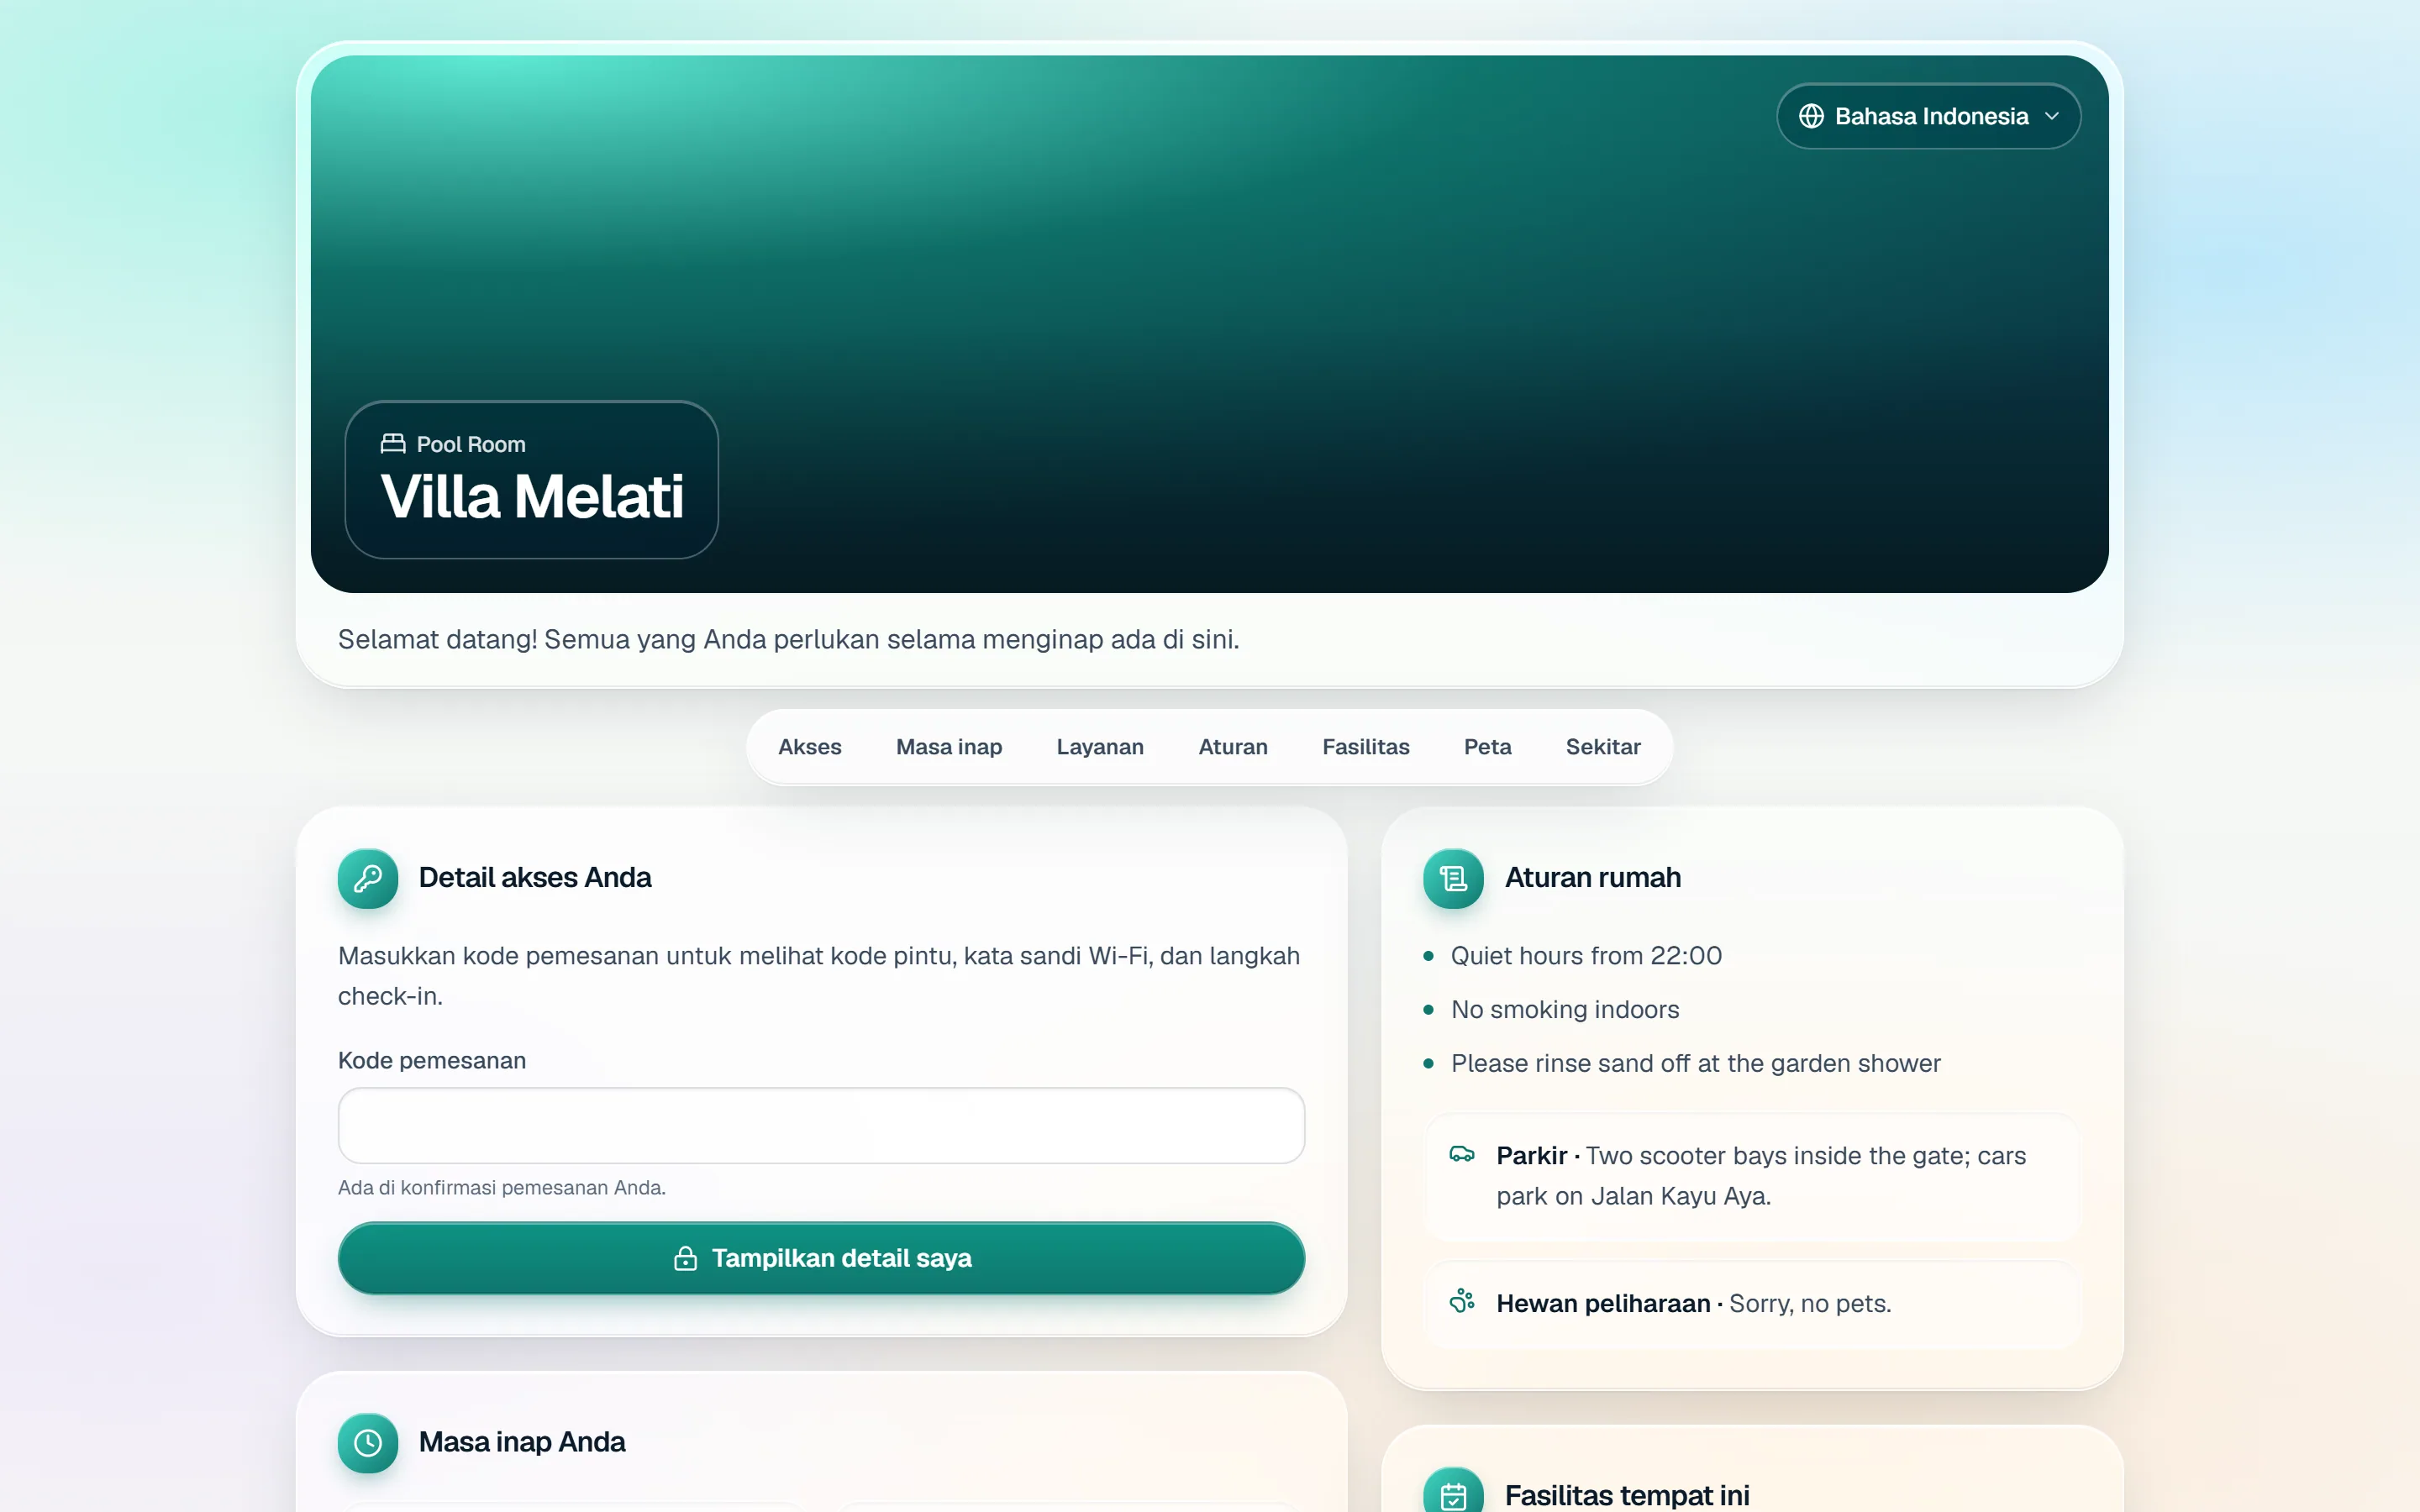 Bahasa Indonesia
Pool Room
Villa Melati
Selamat datang! Semua yang Anda perlukan selama menginap ada di sini.
Akses
Masa inap
Layanan
Aturan
Fasilitas
Peta
Sekitar
Detail akses Anda
Masukkan kode pemesanan untuk melihat kode pintu, kata sandi Wi-Fi, dan langkah
check-in.
Kode pemesanan
Ada di konfirmasi pemesanan Anda.
Tampilkan detail saya
Masa inap Anda
Aturan rumah
Quiet hours from 22:00
No smoking indoors
Please rinse sand off at the garden shower
Parkir · Two scooter bays inside the gate; cars
park on Jalan Kayu Aya.
Hewan peliharaan · Sorry, no pets.
Fasilitas tempat ini